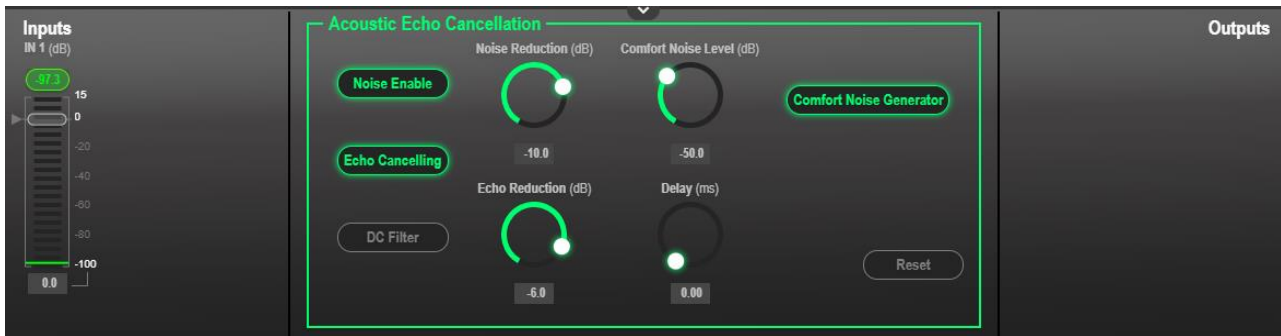 Inputs
IN 1 (dB)
-97.3
15
0
-20
-40
-60
-80
-100
0.0
Acoustic Echo Cancellation
Noise Enable
Echo Cancelling
DC Filter
Noise Reduction (dB)
-10.0
Comfort Noise Level (dB)
-50.0
Echo Reduction (dB)
-6.0
Delay (ms)
0.00
Comfort Noise Generator
Reset
Outputs